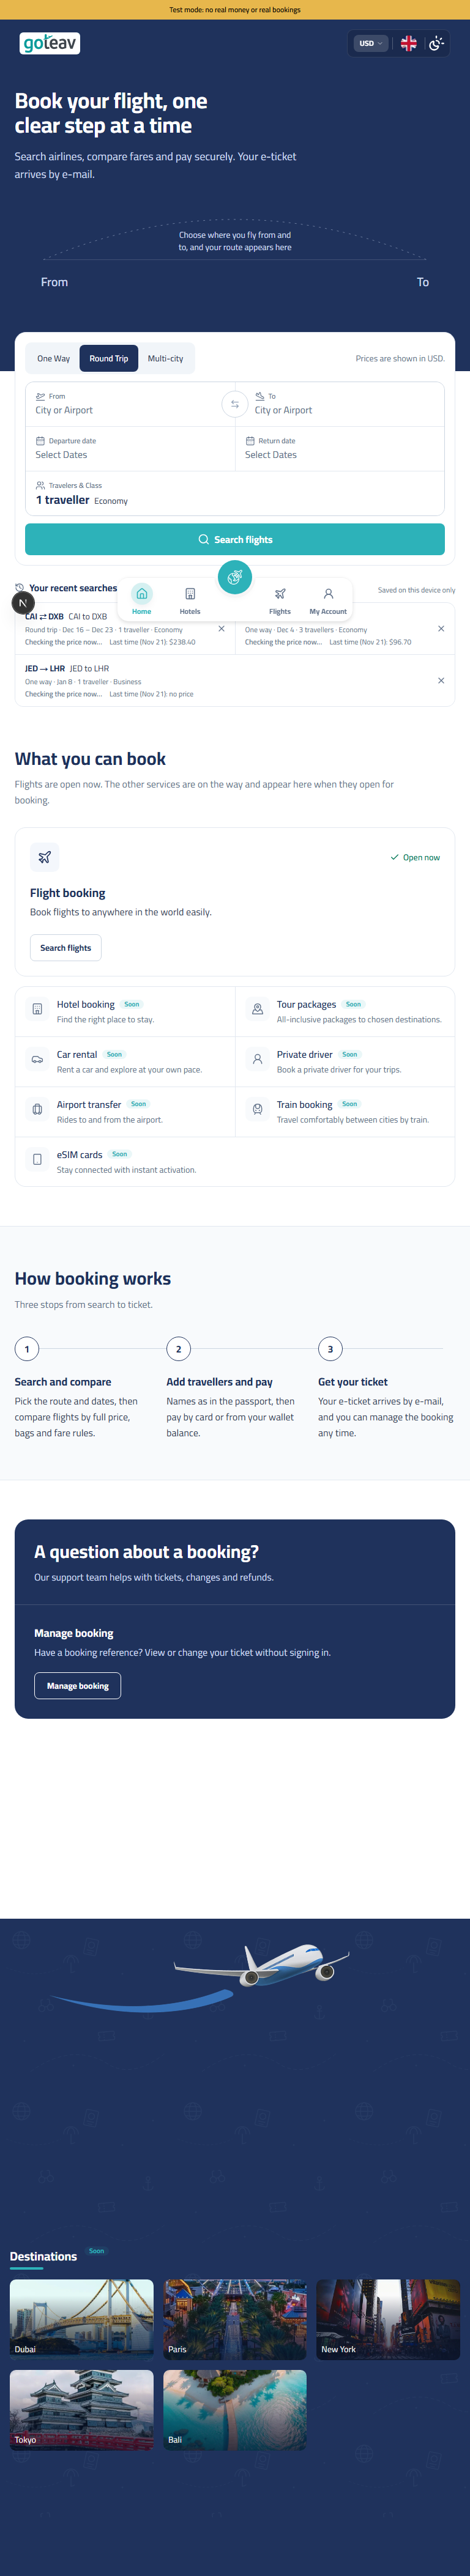 Test mode: no real money or real bookings
goteav
USD
Book your flight, one
clear step at a time
Search airlines, compare fares and pay securely. Your e-ticket
arrives by e-mail.
Choose where you fly from and
to, and your route appears here
From
To
One Way
Round Trip
Multi-city
Prices are shown in USD.
From
City or Airport
To
City or Airport
Departure date
Select Dates
Return date
Select Dates
Travelers & Class
1 traveller Economy
Search flights
Your recent searches
Saved on this device only
Home
Hotels
Flights
My Account
N
CAI ⇄ DXB CAI to DXB
Round trip · Dec 16 – Dec 23 · 1 traveller · Economy
Checking the price now... Last time (Nov 21): $238.40
One way · Dec 4 · 3 travellers · Economy
Checking the price now... Last time (Nov 21): $96.70
JED → LHR JED to LHR
One way · Jan 8 · 1 traveller · Business
Checking the price now... Last time (Nov 21): no price
What you can book
Flights are open now. The other services are on the way and appear here when they open for
booking.
Open now
Flight booking
Book flights to anywhere in the world easily.
Search flights
Hotel booking Soon
Find the right place to stay.
Tour packages Soon
All-inclusive packages to chosen destinations.
Car rental Soon
Rent a car and explore at your own pace.
Private driver Soon
Book a private driver for your trips.
Airport transfer Soon
Rides to and from the airport.
Train booking Soon
Travel comfortably between cities by train.
eSIM cards Soon
Stay connected with instant activation.
How booking works
Three stops from search to ticket.
1
Search and compare
Pick the route and dates, then
compare flights by full price,
bags and fare rules.
2
Add travellers and pay
Names as in the passport, then
pay by card or from your wallet
balance.
3
Get your ticket
Your e-ticket arrives by e-mail,
and you can manage the booking
any time.
A question about a booking?
Our support team helps with tickets, changes and refunds.
Manage booking
Have a booking reference? View or change your ticket without signing in.
Manage booking
Destinations Soon
Dubai
Paris
New York
Tokyo
Bali